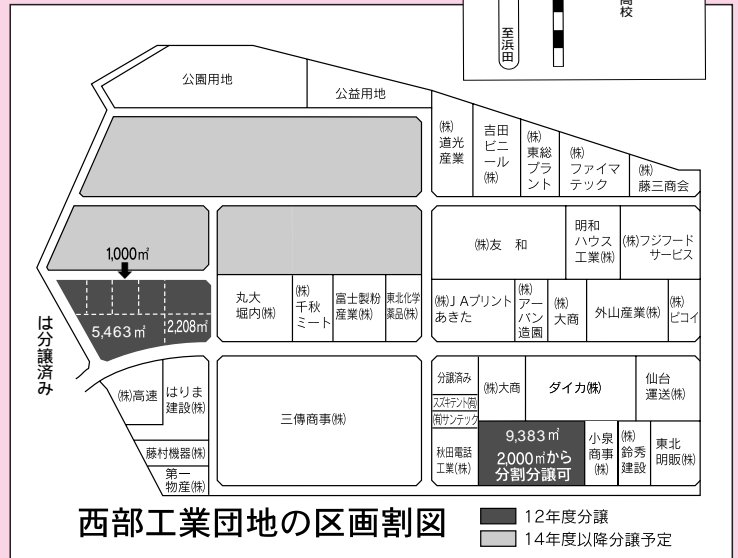 高校
至浜田
公園用地
公益用地
㈱
道光
産業
吉田
ビニ
ール
㈱
㈱
東総
プラ
ント
㈱
ファイマ
テック
㈱
藤三商会
㈱友 和
明和
ハウス
工業㈱
㈱フジフード
サービス
1,000㎡
5,463㎡
2,208㎡
丸大
堀内㈱
㈱
千秋
ミート
富士製粉
産業㈱
東北化学
薬品㈱
㈱JAプリント
あきた
㈱
アー
バン
造園
㈱
大商
外山産業㈱
㈱
ビコイ
は分譲済み
㈱高速
はりま
建設㈱
藤村機器㈱
第一
物産㈱
三傳商事㈱
分譲済み
スズキテント㈲
㈲サンテック
秋田電話
工業㈱
㈱大商
ダイカ㈱
仙台
運送㈱
9,383㎡
2,000㎡から
分割分譲可
小泉
商事
㈱
㈱
鈴秀
建設
東北
明販㈱
西部工業団地の区画割図
12年度分譲
14年度以降分譲予定